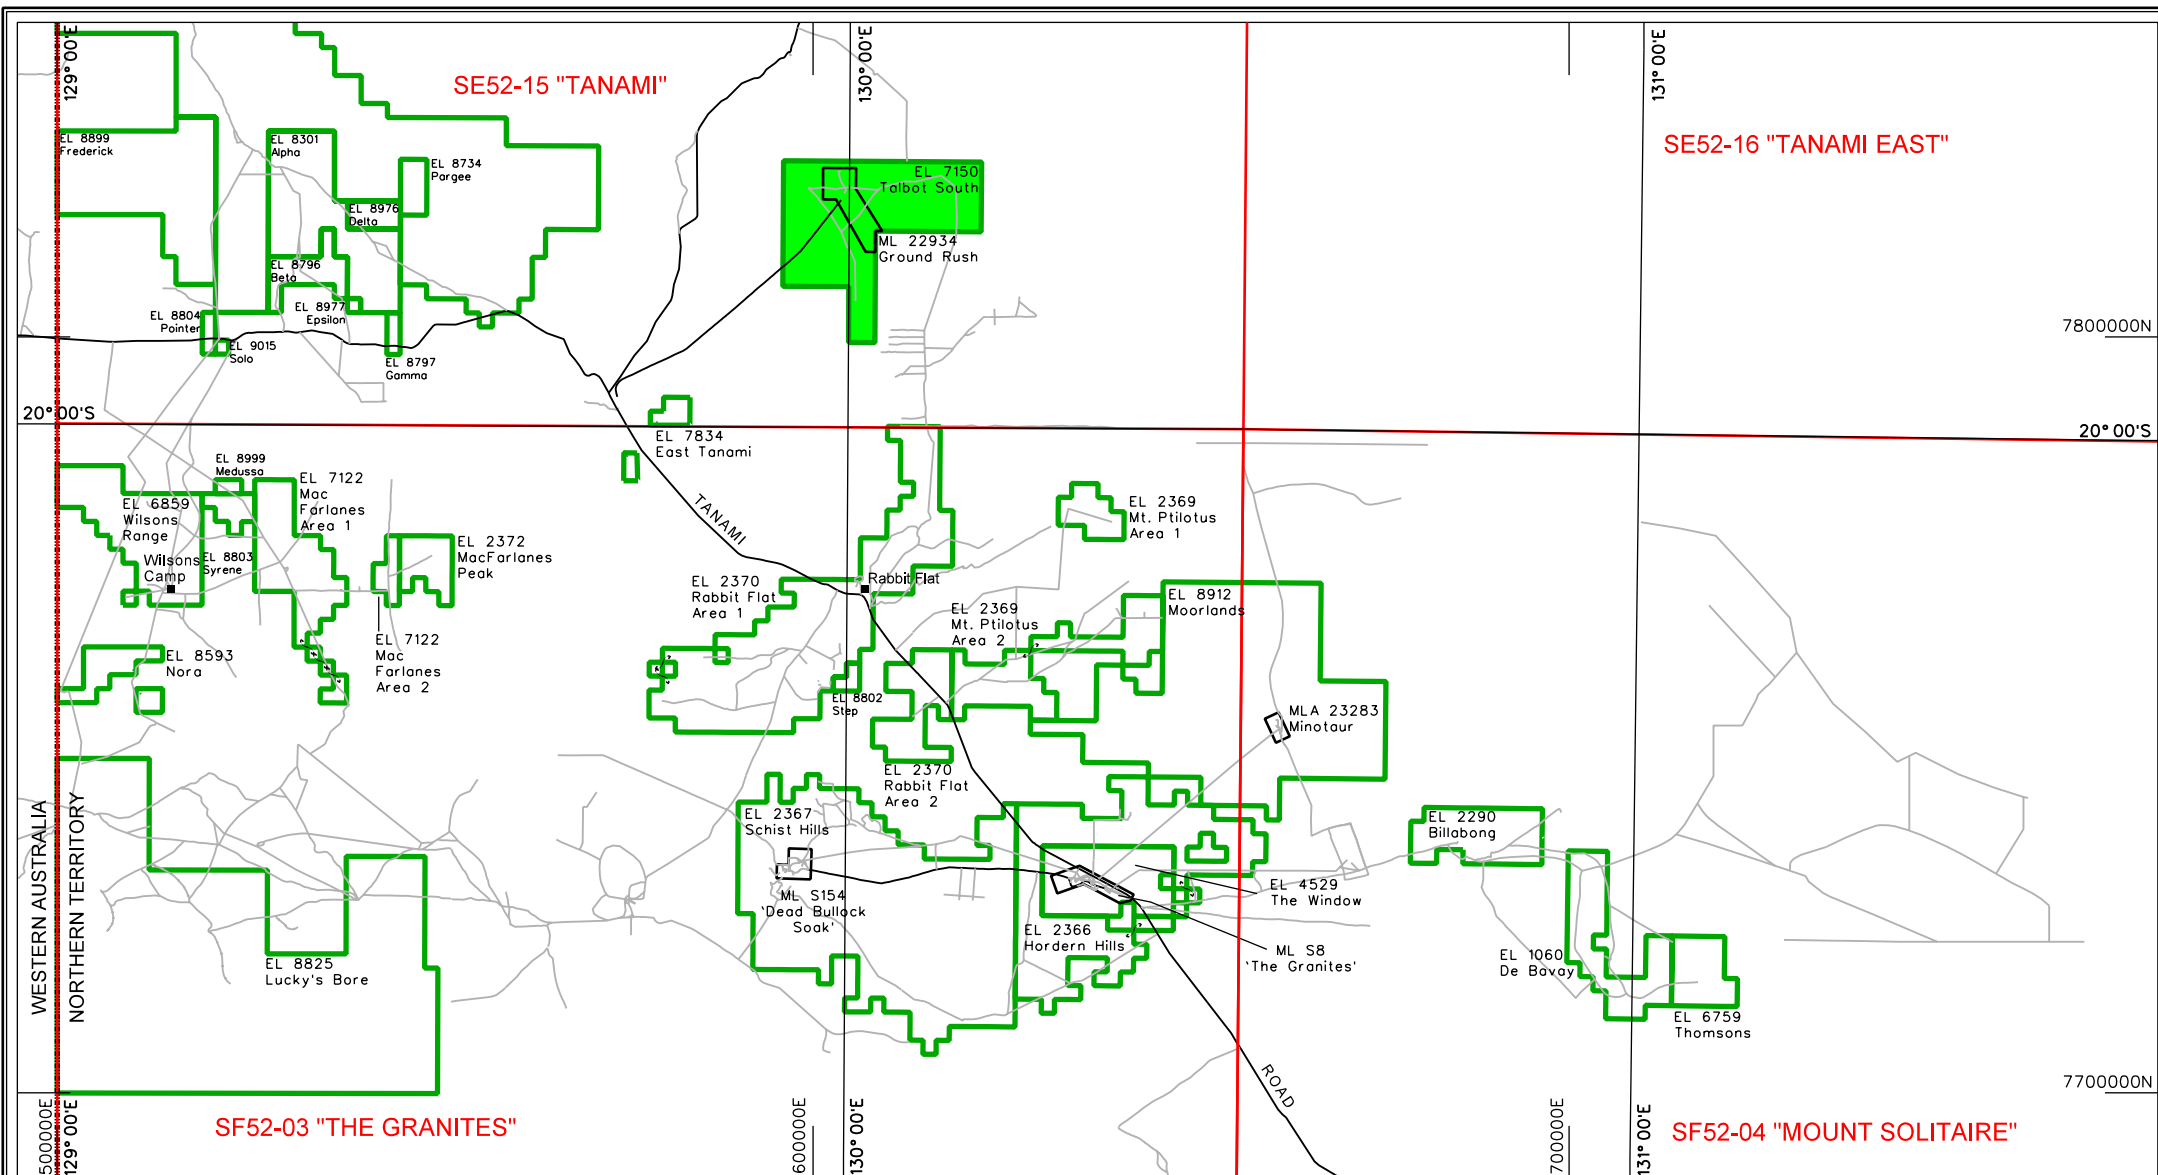 129° 00'E
130° 00'E
131° 00'E
SE52-15 "TANAMI"
SE52-16 "TANAMI EAST"
EL 8899
Frederick
EL 8301
Alpha
EL 8734
Pargee
EL 8976
Delta
EL 7150
Talbot South
ML 22934
Ground Rush
EL 8796
Beta
EL 8977
Epsilon
EL 8804
Pointer
EL 9015
Solo
EL 8797
Gamma
7800000N
20° 00'S
20° 00'S
EL 7834
East Tanami
EL 8999
Medussa
EL 7122
Mac
Farlanes
Area 1
EL 6859
Wilsons
Range
Wilsons
Camp
EL 8803
Syrene
EL 2372
MacFarlanes
Peak
TANAMI
EL 2369
Mt. Ptilotus
Area 1
EL 2370
Rabbit Flat
Area 1
Rabbit Flat
EL 2369
Mt. Ptilotus
Area 2
EL 8912
Moorlands
EL 7122
Mac
Farlanes
Area 2
EL 8593
Nora
EL 8802
Step
MLA 23283
Minotaur
EL 2370
Rabbit Flat
Area 2
EL 2367
Schist Hills
EL 2290
Billabong
WESTERN AUSTRALIA
NORTHERN TERRITORY
ML S154
'Dead Bullock
Soak'
EL 4529
The Window
EL 2366
Hordern Hills
ML S8
'The Granites'
EL 8825
Lucky's Bore
EL 1060
De Bavay
EL 6759
Thomsons
ROAD
7700000N
SF52-03 "THE GRANITES"
SF52-04 "MOUNT SOLITAIRE"
500000E
129° 00'E
600000E
130° 00'E
700000E
131° 00'E